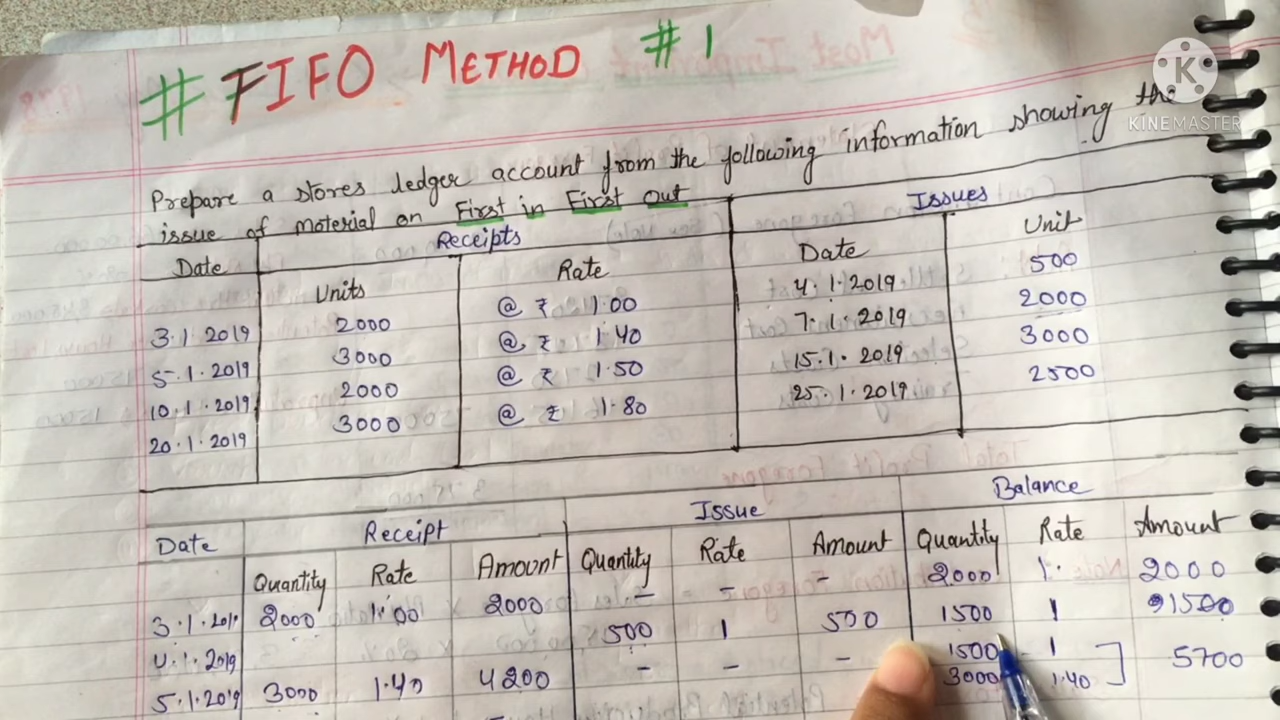 # FIFO METHOD # 1
KINEMASTER
Prepare a stores ledger account from the following information showing the
issue of material on First in First Out
Receipts Issues
Date Units Rate Date Unit
3.1.2019 2000 @ ₹ 1.00 4.1.2019 500
5.1.2019 3000 @ ₹ 1.40 7.1.2019 2000
10.1.2019 2000 @ ₹ 1.50 15.1.2019 3000
20.1.2019 3000 @ ₹ 1.80 25.1.2019 2500
Date Receipt Issue Balance
Quantity Rate Amount Quantity Rate Amount Quantity Rate Amount
3.1.2019 2000 1.00 2000 - - - 2000 1. 2000
4.1.2019 500 1 500 1500 1 1500
5.1.2019 3000 1.40 4200 - - - 1500 1
3000 1.40 ] 5700